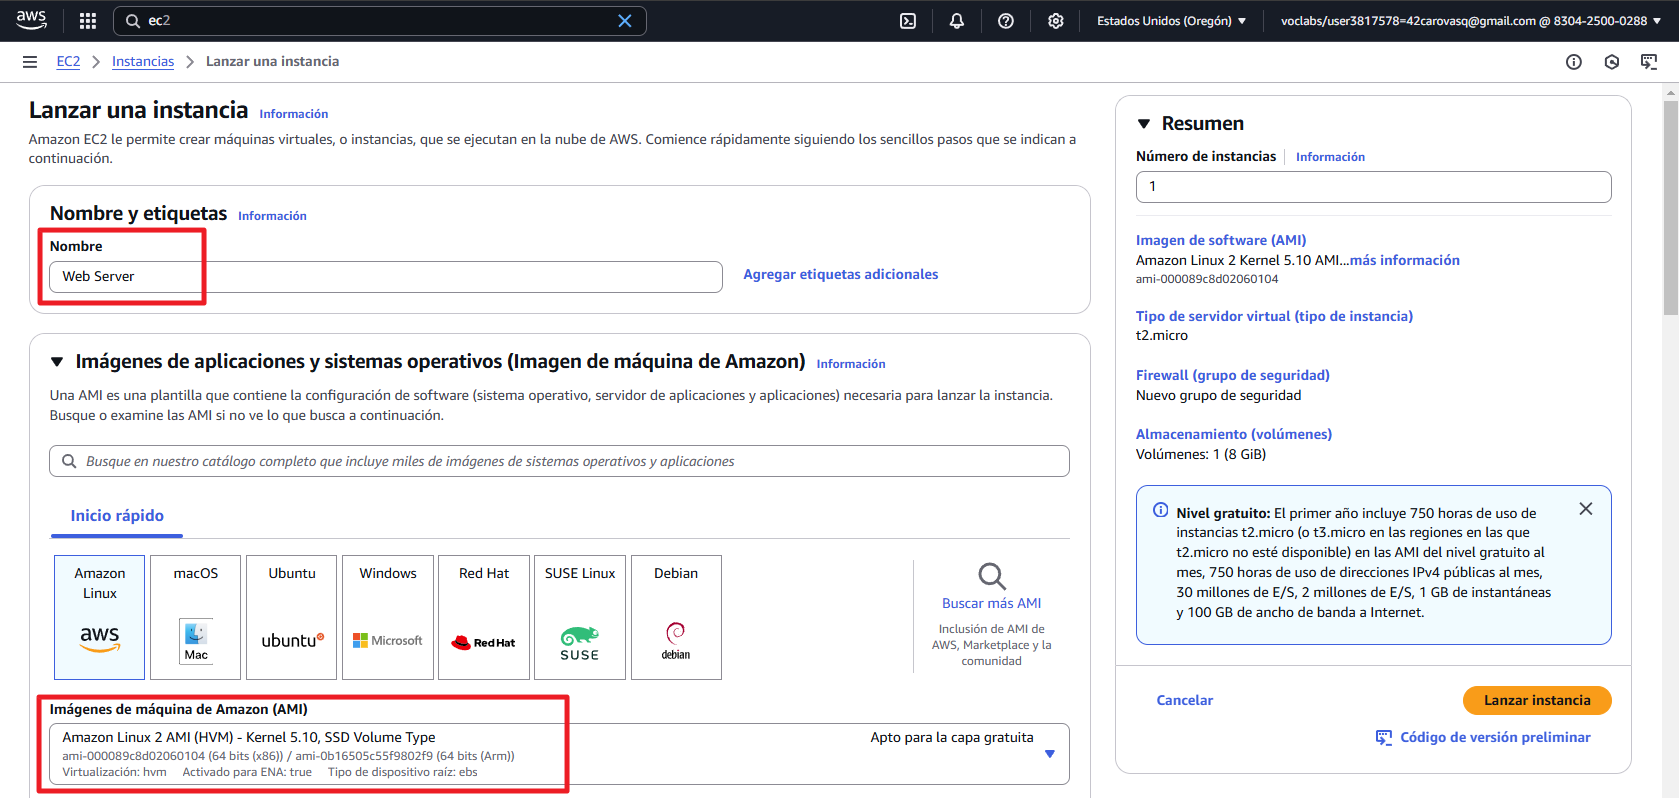 aws
ec2
Estados Unidos (Oregón)
voclabs/user3817578=42carovasq@gmail.com @ 8304-2500-0288
EC2 > Instancias > Lanzar una instancia
Lanzar una instancia Información
Amazon EC2 le permite crear máquinas virtuales, o instancias, que se ejecutan en la nube de AWS. Comience rápidamente siguiendo los sencillos pasos que se indican a
continuación.
Nombre y etiquetas Información
Nombre
Web Server
Agregar etiquetas adicionales
Imágenes de aplicaciones y sistemas operativos (Imagen de máquina de Amazon) Información
Una AMI es una plantilla que contiene la configuración de software (sistema operativo, servidor de aplicaciones y aplicaciones) necesaria para lanzar la instancia.
Busque o examine las AMI si no ve lo que busca a continuación.
Busque en nuestro catálogo completo que incluye miles de imágenes de sistemas operativos y aplicaciones
Inicio rápido
Amazon
Linux
aws
macOS
Mac
Ubuntu
ubuntu
Windows
Microsoft
Red Hat
Red Hat
SUSE Linux
SUSE
Debian
debian
Buscar más AMI
Inclusión de AMI de
AWS, Marketplace y la
comunidad
Imágenes de máquina de Amazon (AMI)
Amazon Linux 2 AMI (HVM) - Kernel 5.10, SSD Volume Type
Apto para la capa gratuita
ami-000089c8d02060104 (64 bits (x86)) / ami-0b16505c55f9802f9 (64 bits (Arm))
Virtualización: hvm Activado para ENA: true Tipo de dispositivo raíz: ebs
Resumen
Número de instancias Información
1
Imagen de software (AMI)
Amazon Linux 2 Kernel 5.10 AMI...más información
ami-000089c8d02060104
Tipo de servidor virtual (tipo de instancia)
t2.micro
Firewall (grupo de seguridad)
Nuevo grupo de seguridad
Almacenamiento (volúmenes)
Volúmenes: 1 (8 GiB)
Nivel gratuito: El primer año incluye 750 horas de uso de
instancias t2.micro (o t3.micro en las regiones en las que
t2.micro no esté disponible) en las AMI del nivel gratuito al
mes, 750 horas de uso de direcciones IPv4 públicas al mes,
30 millones de E/S, 2 millones de E/S, 1 GB de instantáneas
y 100 GB de ancho de banda a Internet.
Cancelar
Lanzar instancia
Código de versión preliminar